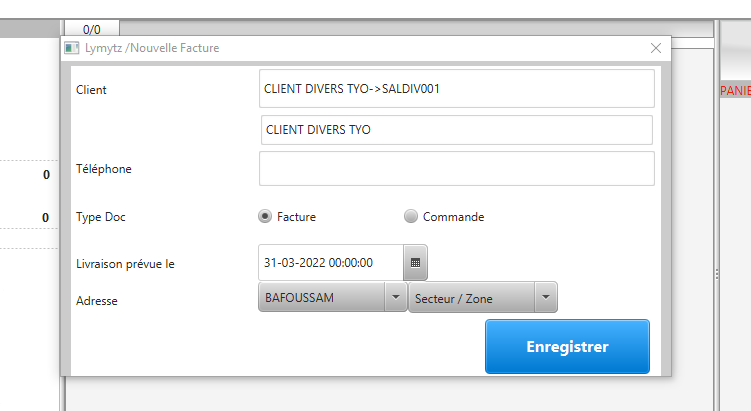 0/0
Lymytz /Nouvelle Facture
Client
CLIENT DIVERS TYO->SALDIV001
PANIE
CLIENT DIVERS TYO
Téléphone
0
Type Doc
Facture
Commande
0
Livraison prévue le
31-03-2022 00:00:00
Adresse
BAFOUSSAM
Secteur / Zone
Enregistrer